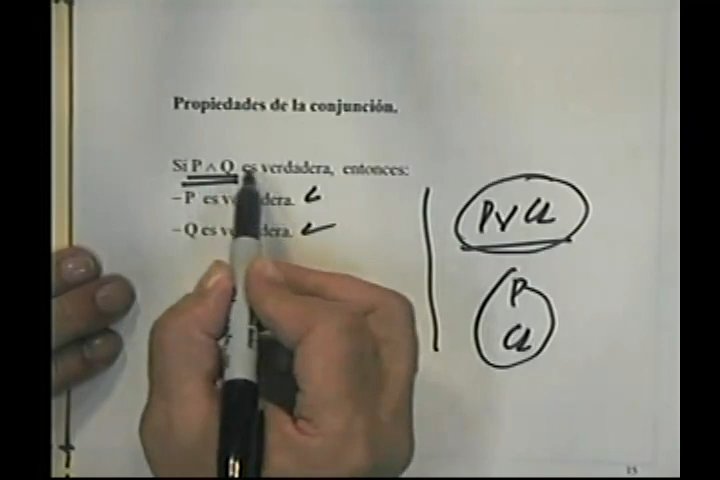 Propiedades de la conjunción.
Si P ∧ Q es verdadera, entonces:
– P es verdadera.
– Q es verdadera.
P ∨ Q
P
Q
15